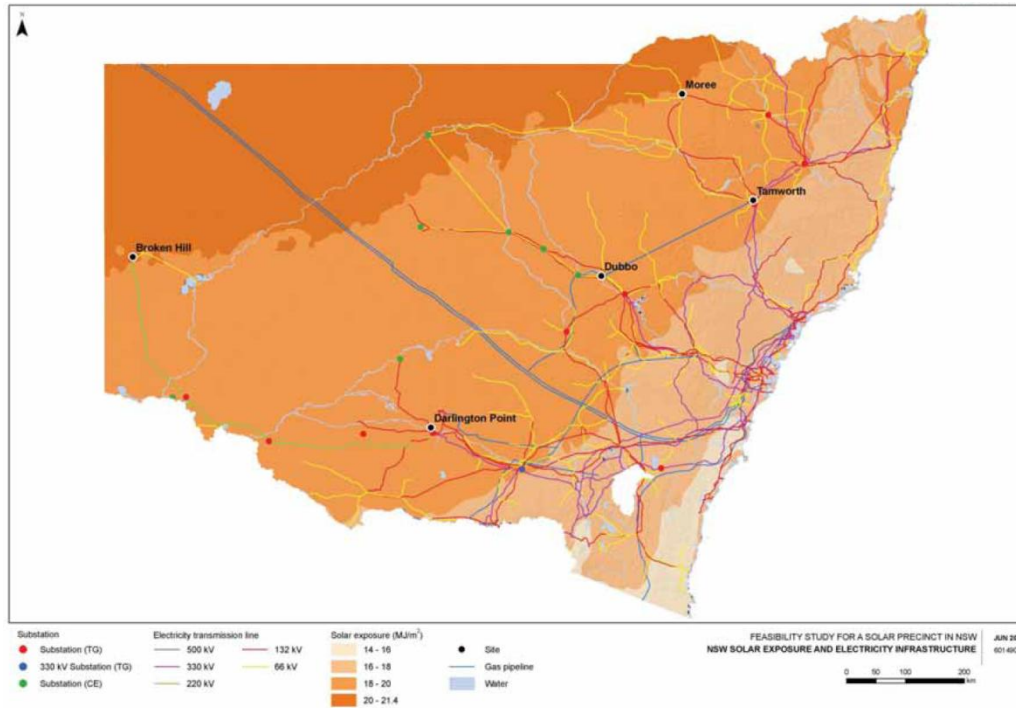 N
Moree
Tamworth
Broken Hill
Dubbo
Darlington Point
Substation
Substation (TG)
330 kV Substation (TG)
Substation (CE)
Electricity transmission line
500 kV
330 kV
220 kV
132 kV
66 kV
Solar exposure (MJ/m²)
14 - 16
16 - 18
18 - 20
20 - 21.4
Site
Gas pipeline
Water
FEASIBILITY STUDY FOR A SOLAR PRECINCT IN NSW
NSW SOLAR EXPOSURE AND ELECTRICITY INFRASTRUCTURE
JUN 20
601490
0 50 100 200
km